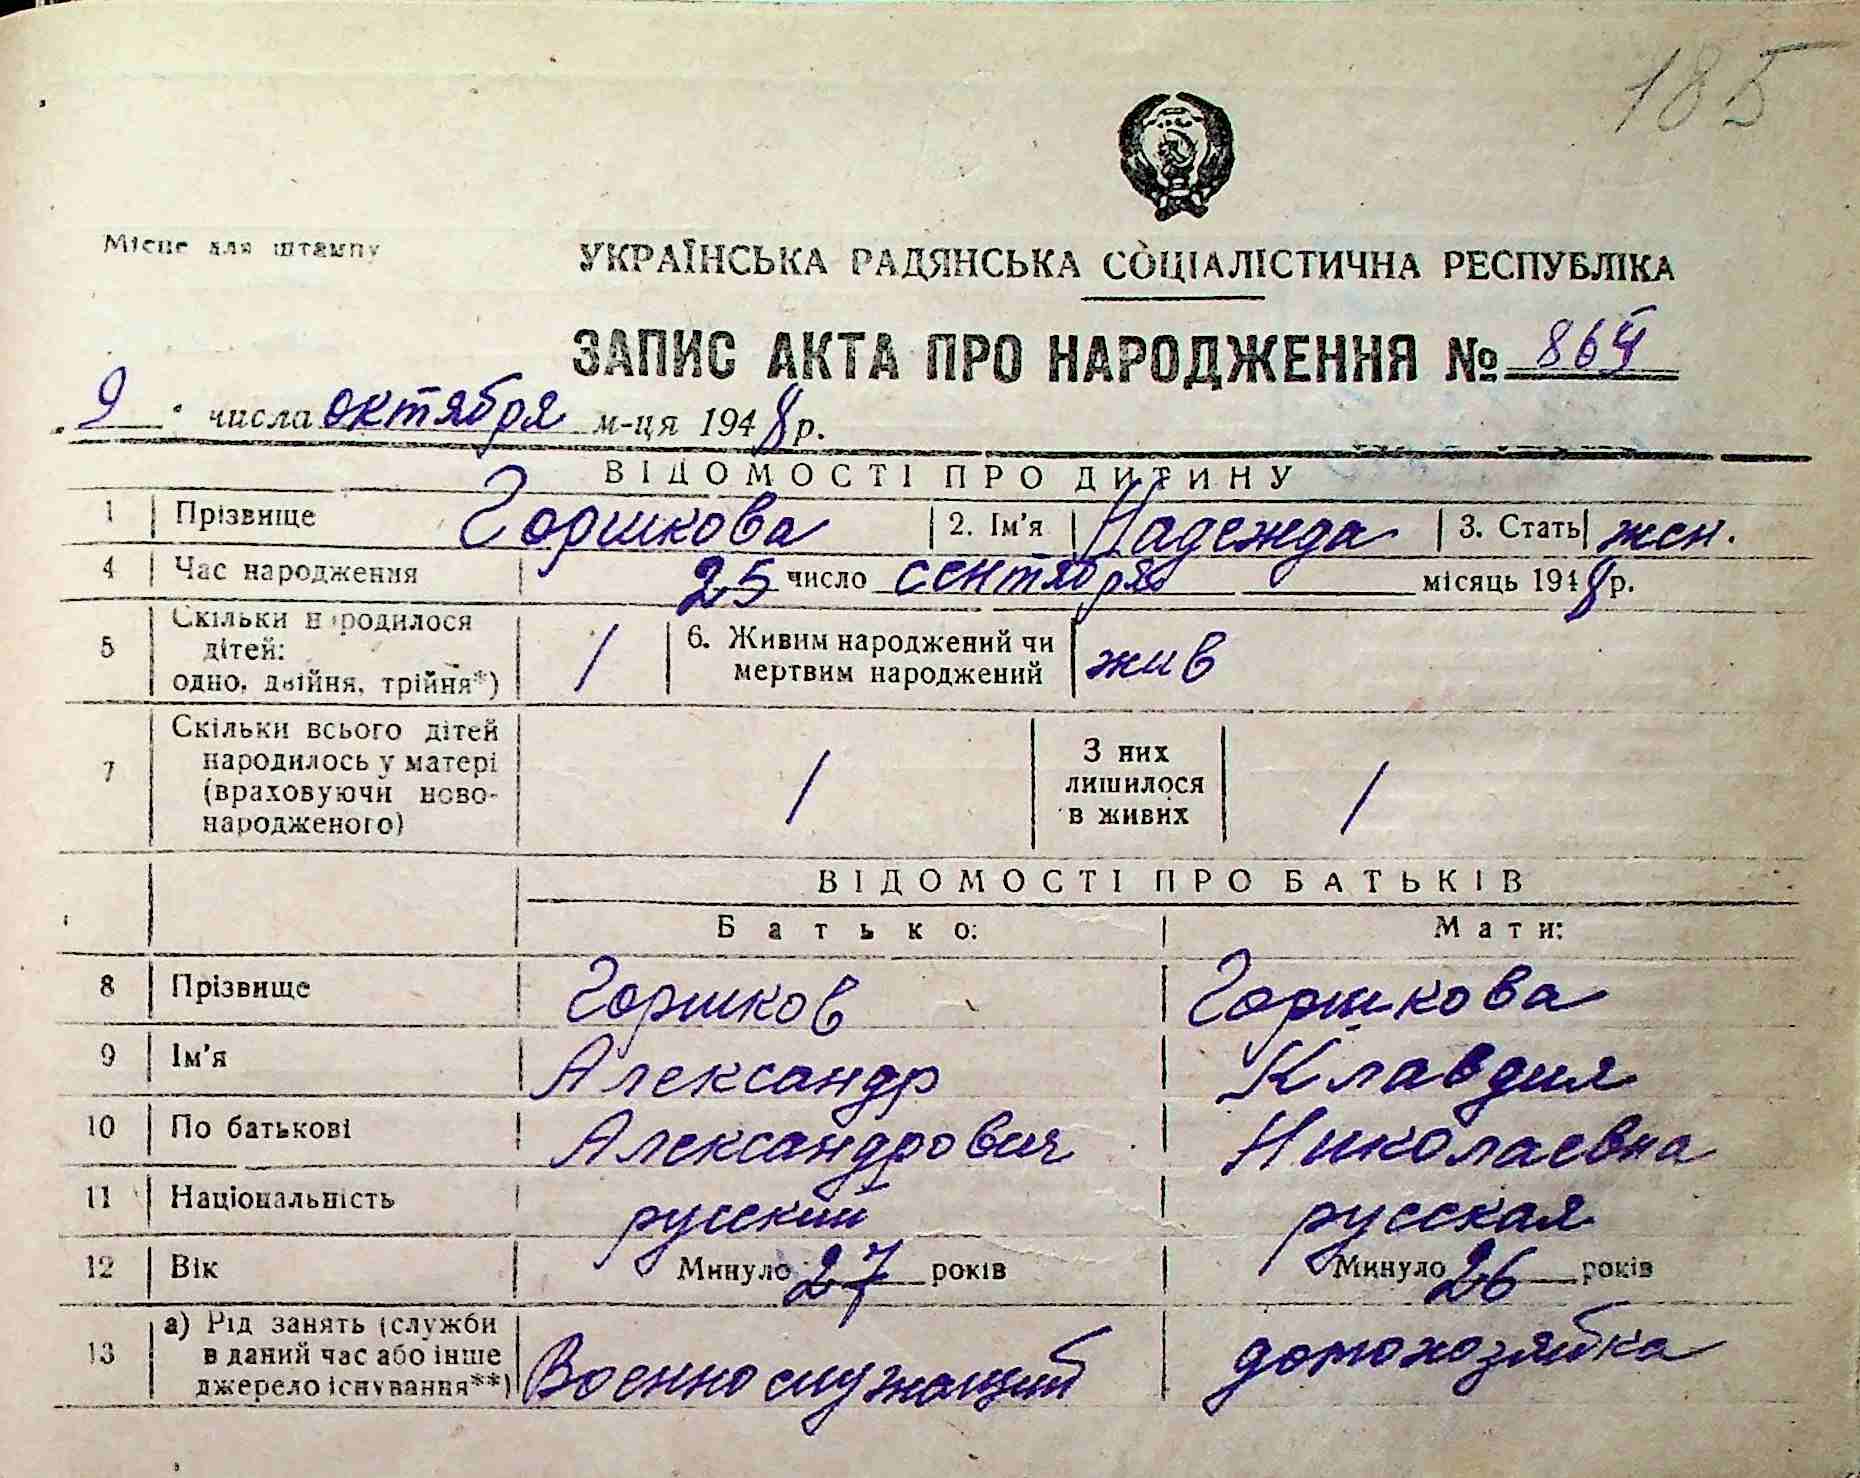 185
Місце для штампу
УКРАЇНСЬКА РАДЯНСЬКА СОЦІАЛІСТИЧНА РЕСПУБЛІКА
ЗАПИС АКТА ПРО НАРОДЖЕННЯ № 864
9 числа октября м-ця 1948 р.
ВІДОМОСТІ ПРО ДИТИНУ
1 Прізвище Горшкова 2. Ім'я Надежда 3. Стать жен.
4 Час народження 25 число сентября місяць 1948 р.
5 Скільки народилося дітей: одно, двійня, трійня*) 1 6. Живим народжений чи мертвим народжений жив
7 Скільки всього дітей народилось у матері (враховуючи ново-народженого) 1 З них лишилося в живих 1
ВІДОМОСТІ ПРО БАТЬКІВ
Батько: Мати:
8 Прізвище Горшков Горшкова
9 Ім'я Александр Клавдия
10 По батькові Александрович Николаевна
11 Національність русский русская
12 Вік Минуло 27 років Минуло 26 років
13 а) Рід занять (служби в даний час або інше джерело існування**) Военнослужащий домохозяйка